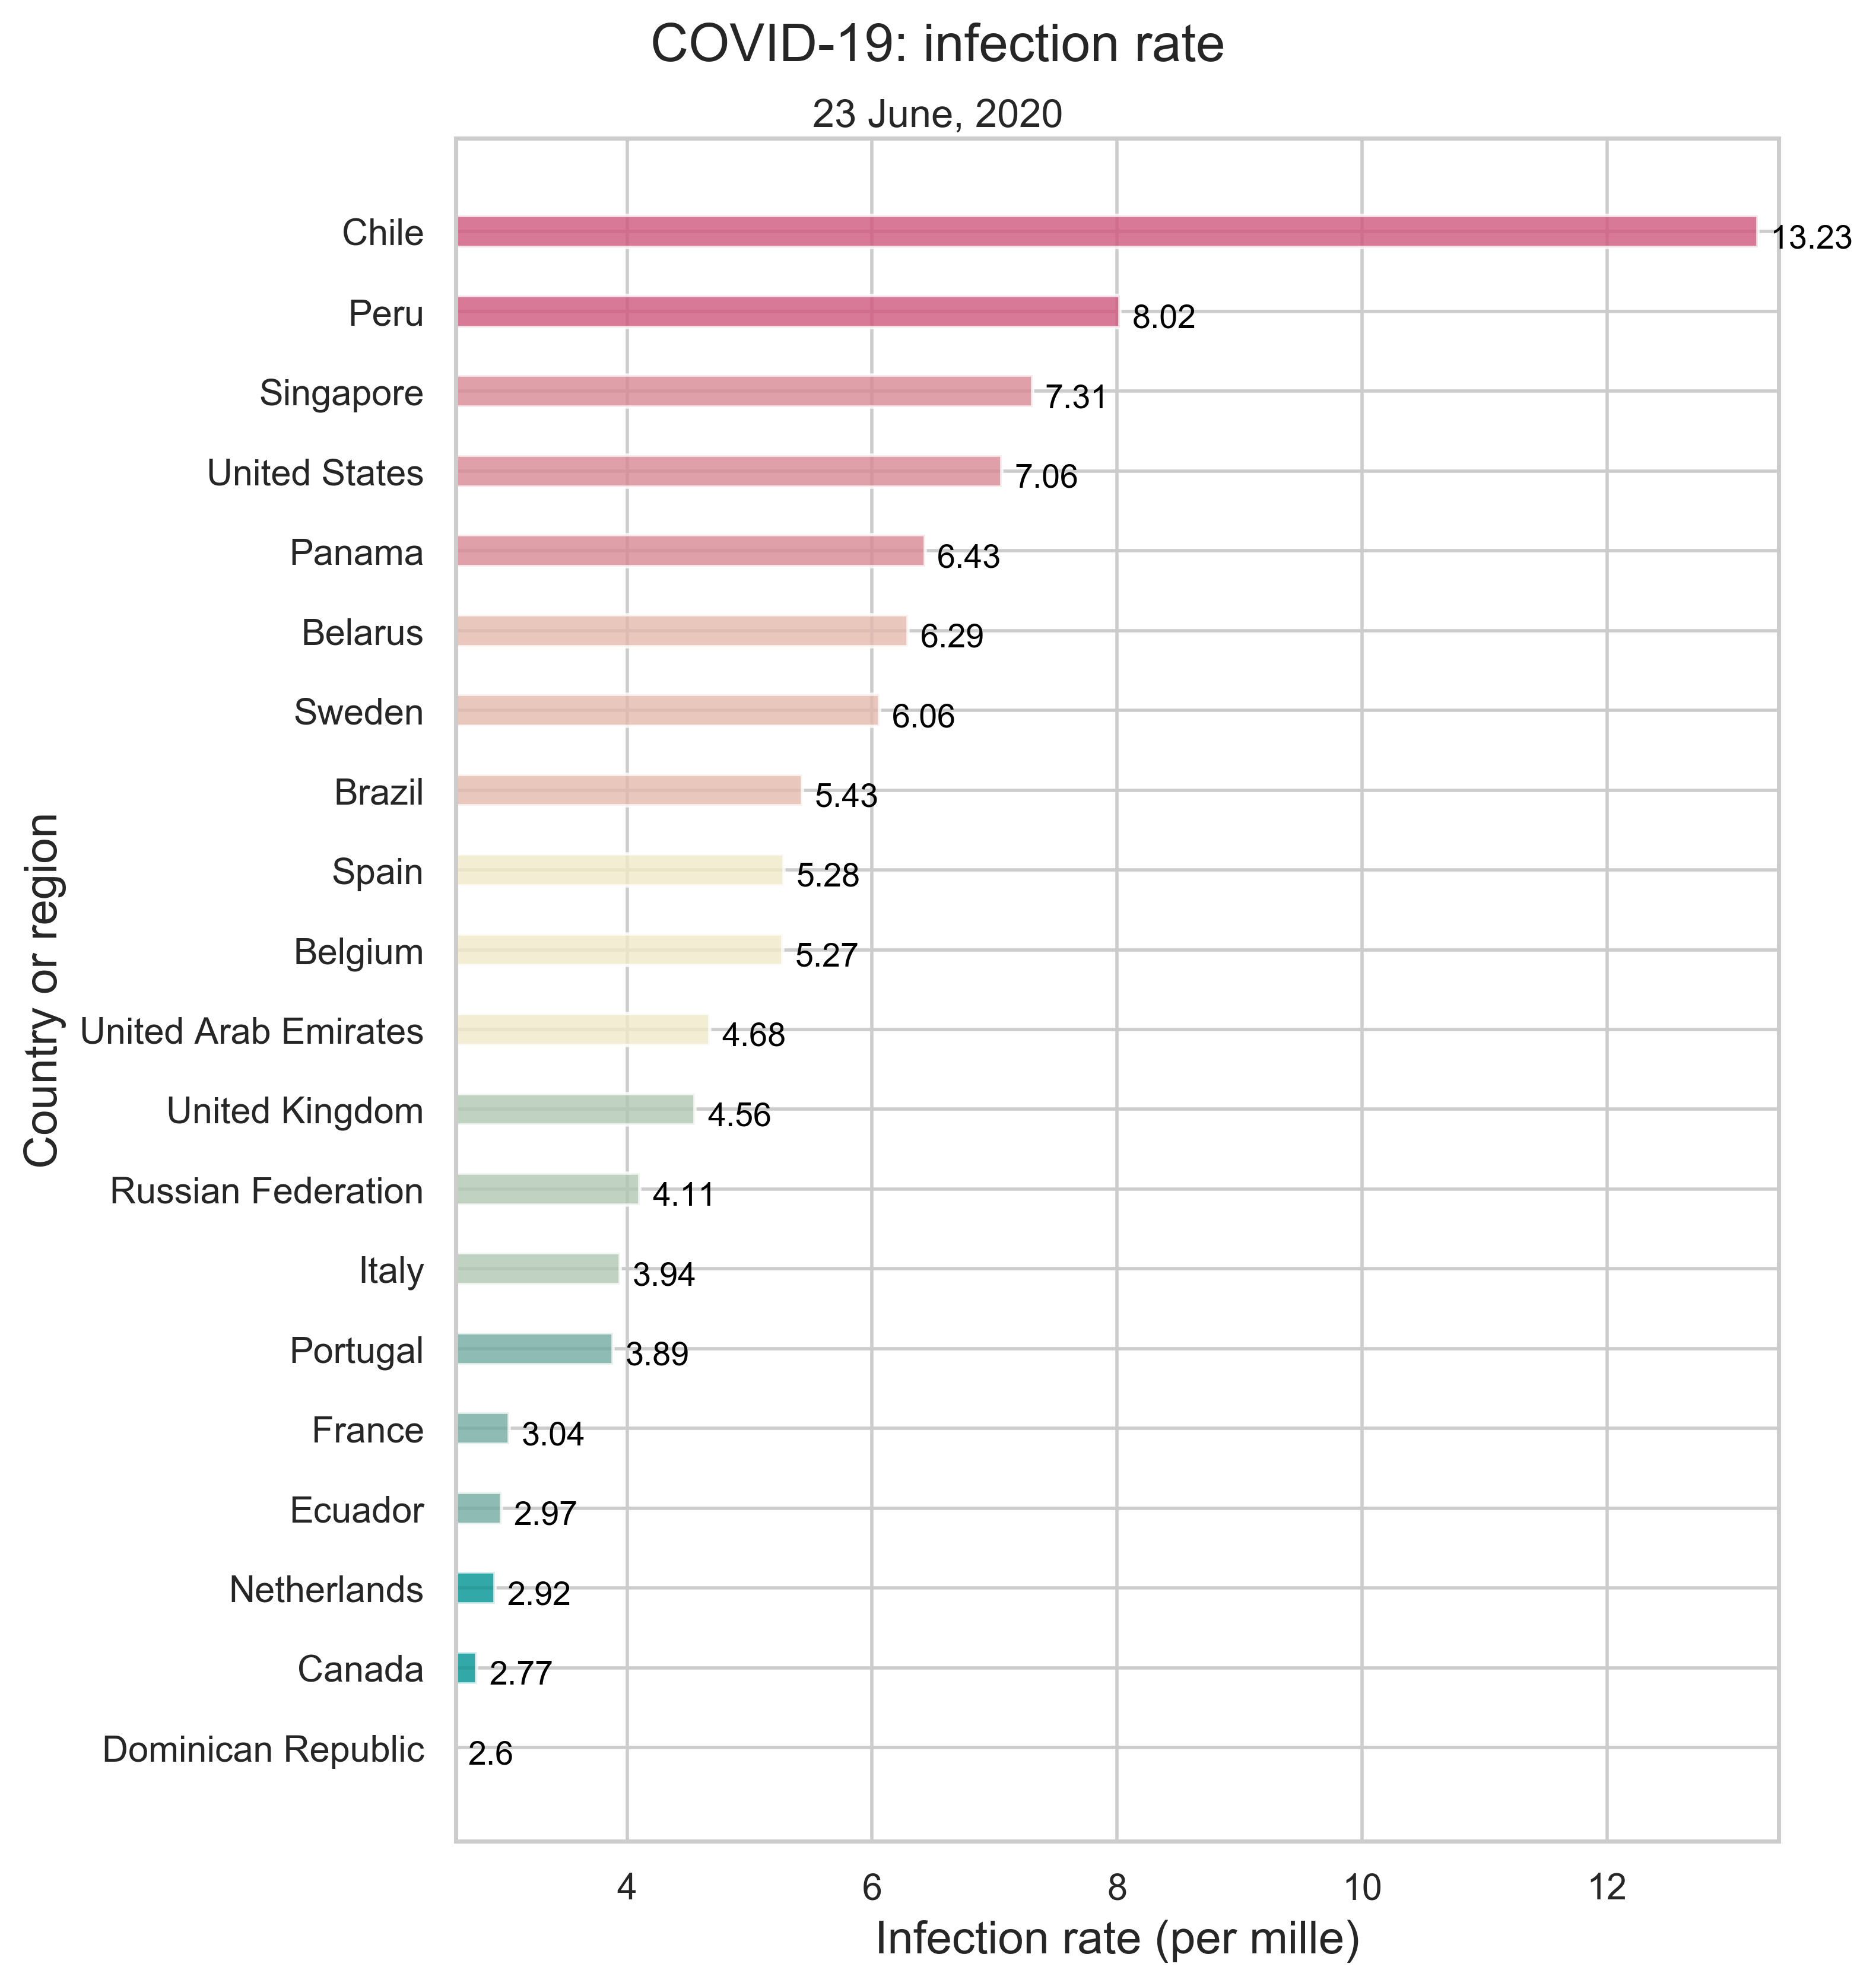 COVID-19: infection rate
23 June, 2020
Country or region
Chile 13.23
Peru 8.02
Singapore 7.31
United States 7.06
Panama 6.43
Belarus 6.29
Sweden 6.06
Brazil 5.43
Spain 5.28
Belgium 5.27
United Arab Emirates 4.68
United Kingdom 4.56
Russian Federation 4.11
Italy 3.94
Portugal 3.89
France 3.04
Ecuador 2.97
Netherlands 2.92
Canada 2.77
Dominican Republic 2.6
4 6 8 10 12
Infection rate (per mille)